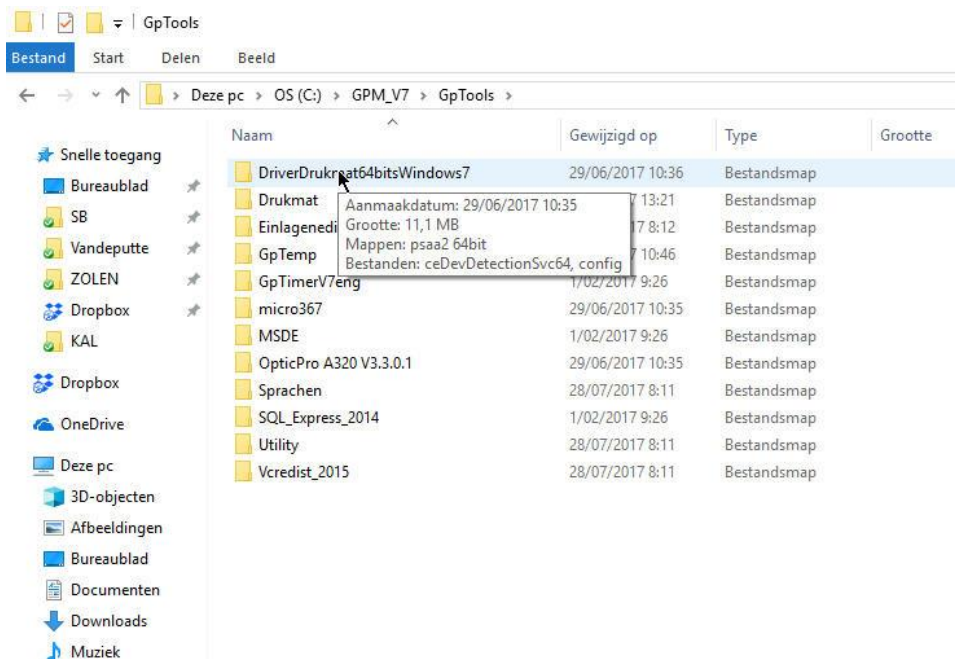 GpTools
Bestand Start Delen Beeld
Deze pc > OS (C:) > GPM_V7 > GpTools >
Naam Gewijzigd op Type Grootte
Snelle toegang
Bureaublad
SB
Vandeputte
ZOLEN
Dropbox
KAL
Dropbox
OneDrive
Deze pc
3D-objecten
Afbeeldingen
Bureaublad
Documenten
Downloads
Muziek
DriverDrukmaat64bitsWindows7 29/06/2017 10:36 Bestandsmap
Drukmat 7 13:21 Bestandsmap
Einlagenedi 17 8:12 Bestandsmap
GpTemp 7 10:46 Bestandsmap
GpTimerV7eng 1/02/2017 9:26 Bestandsmap
micro367 29/06/2017 10:35 Bestandsmap
MSDE 1/02/2017 9:26 Bestandsmap
OpticPro A320 V3.3.0.1 29/06/2017 10:35 Bestandsmap
Sprachen 28/07/2017 8:11 Bestandsmap
SQL_Express_2014 1/02/2017 9:26 Bestandsmap
Utility 28/07/2017 8:11 Bestandsmap
Vcredist_2015 28/07/2017 8:11 Bestandsmap
Aanmaakdatum: 29/06/2017 10:35
Grootte: 11,1 MB
Mappen: psaa2 64bit
Bestanden: ceDevDetectionSvc64, config